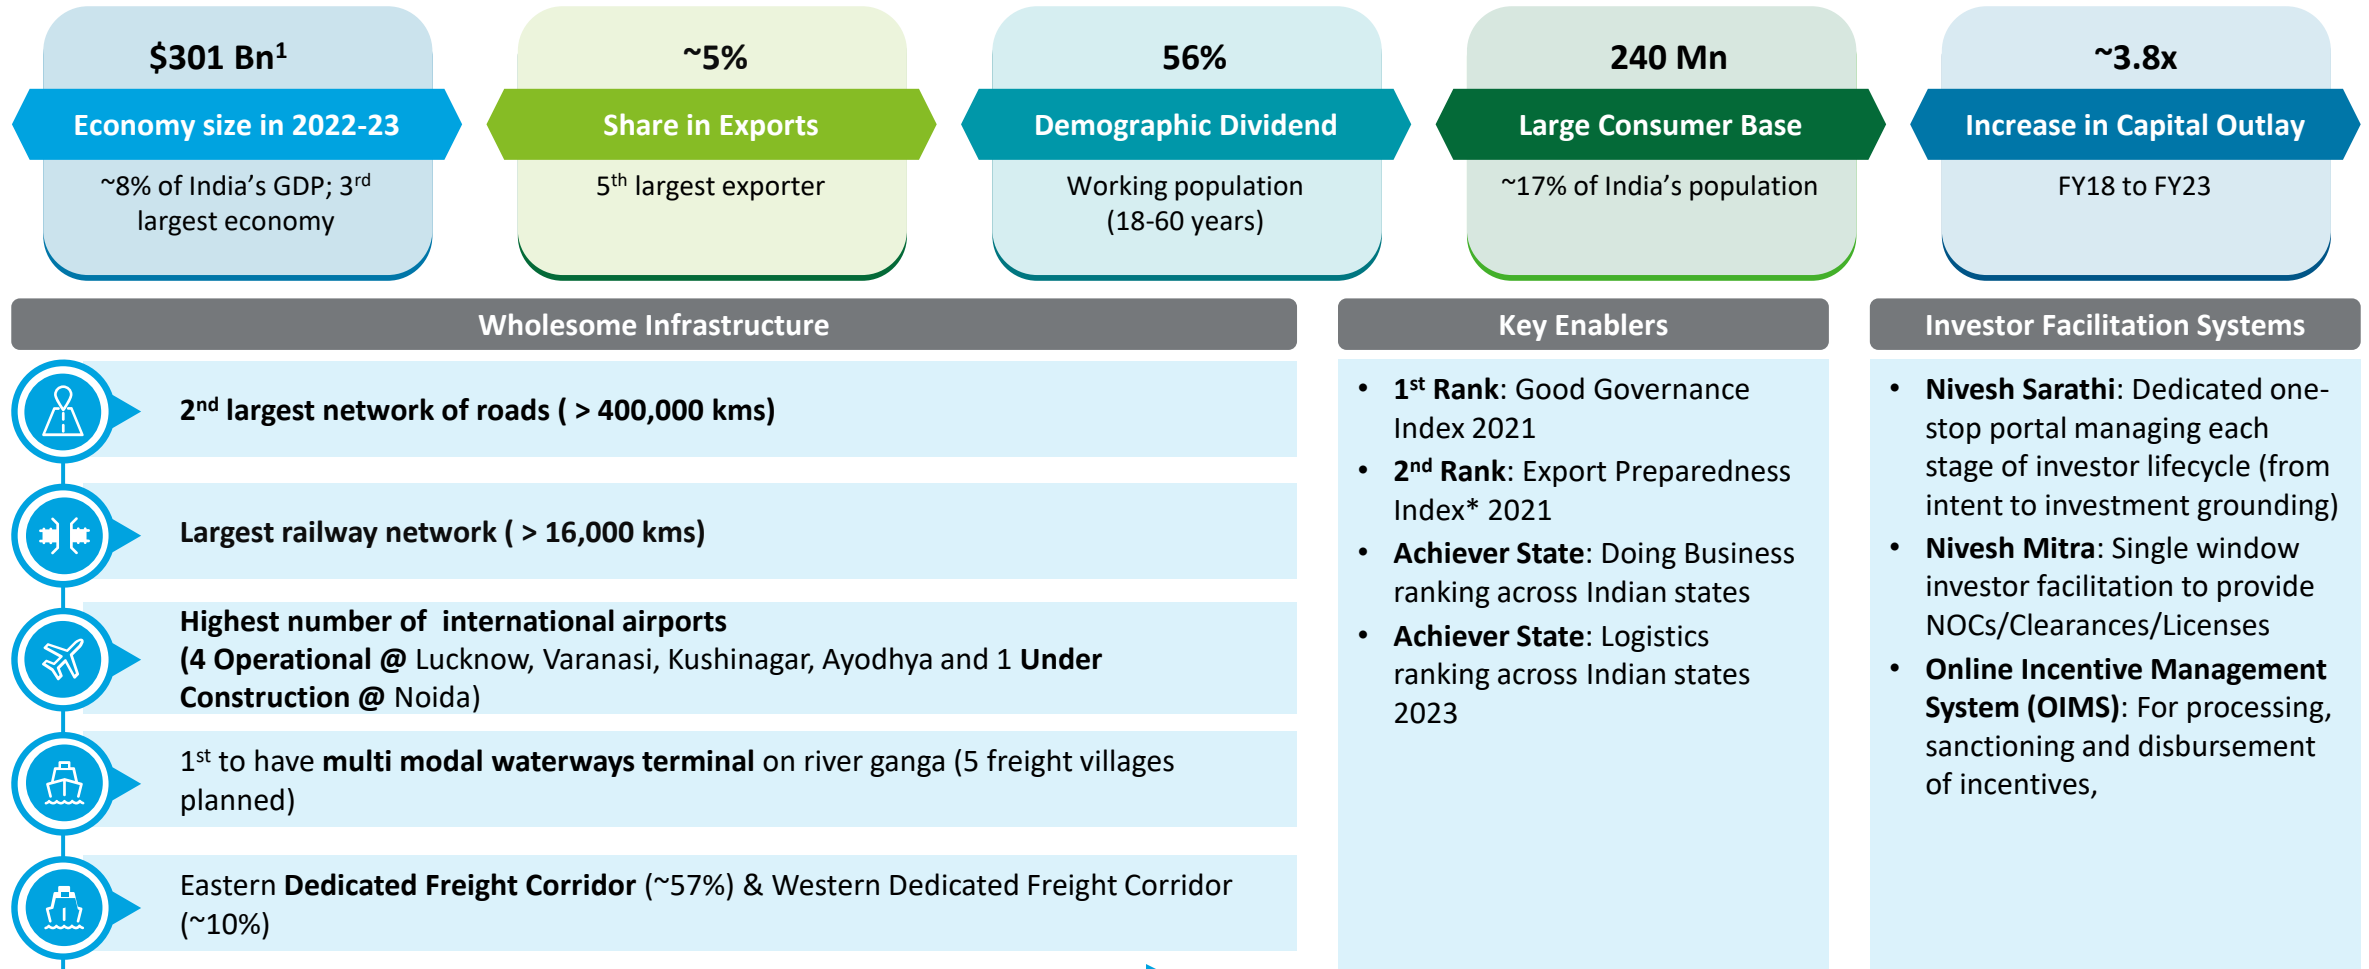 $301 Bn¹
Economy size in 2022-23
~8% of India’s GDP; 3rd
largest economy
~5%
Share in Exports
5th largest exporter
56%
Demographic Dividend
Working population
(18-60 years)
240 Mn
Large Consumer Base
~17% of India’s population
~3.8x
Increase in Capital Outlay
FY18 to FY23
Wholesome Infrastructure
2nd largest network of roads ( > 400,000 kms)
Largest railway network ( > 16,000 kms)
Highest number of international airports
(4 Operational @ Lucknow, Varanasi, Kushinagar, Ayodhya and 1 Under
Construction @ Noida)
1st to have multi modal waterways terminal on river ganga (5 freight villages
planned)
Eastern Dedicated Freight Corridor (~57%) & Western Dedicated Freight Corridor
(~10%)
Key Enablers
• 1st Rank: Good Governance
Index 2021
• 2nd Rank: Export Preparedness
Index* 2021
• Achiever State: Doing Business
ranking across Indian states
• Achiever State: Logistics
ranking across Indian states
2023
Investor Facilitation Systems
• Nivesh Sarathi: Dedicated one-
stop portal managing each
stage of investor lifecycle (from
intent to investment grounding)
• Nivesh Mitra: Single window
investor facilitation to provide
NOCs/Clearances/Licenses
• Online Incentive Management
System (OIMS): For processing,
sanctioning and disbursement
of incentives,